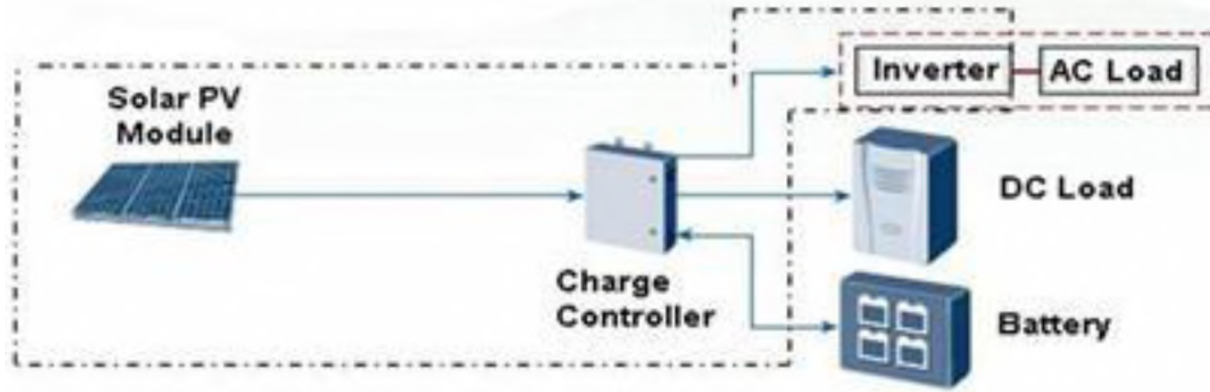 Solar PV
Module
Inverter
AC Load
DC Load
Charge
Controller
Battery